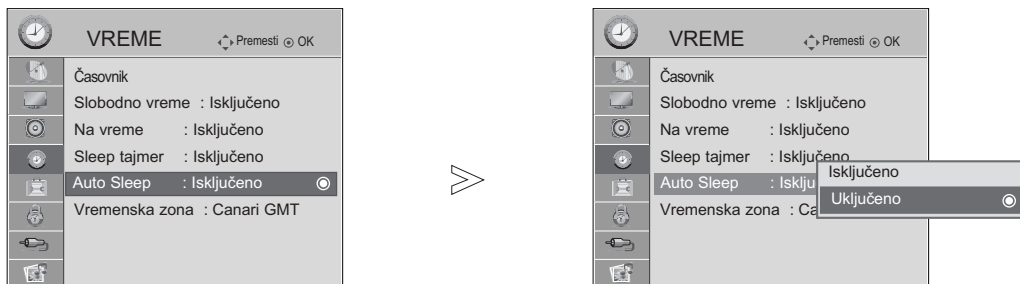 VREME Premesti OK
Časovnik
Slobodno vreme : Isključeno
Na vreme : Isključeno
Sleep tajmer : Isključeno
Auto Sleep : Isključeno
Vremenska zona : Canari GMT
>
VREME Premesti OK
Časovnik
Slobodno vreme : Isključeno
Na vreme : Isključeno
Sleep tajmer : Isključeno
Auto Sleep : Isklju
Vremenska zona : Ca
Isključeno
Uključeno